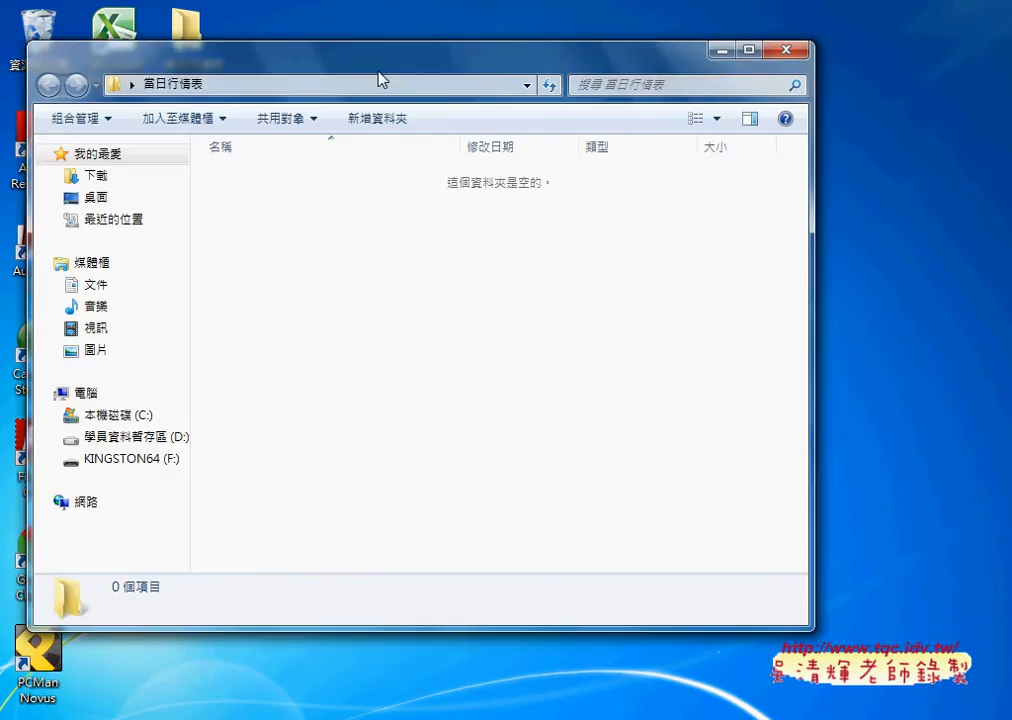 當日行情表
搜尋 當日行情表
組合管理
加入至媒體櫃
共用對象
新增資料夾
我的最愛
下載
桌面
最近的位置
媒體櫃
文件
音樂
視訊
圖片
電腦
本機磁碟 (C:)
學員資料暫存區 (D:)
KINGSTON64 (F:)
網路
名稱
修改日期
類型
大小
這個資料夾是空的。
0 個項目
PCMan
Novus
http://www.tqc.idv.tw/
吳清輝老師錄製